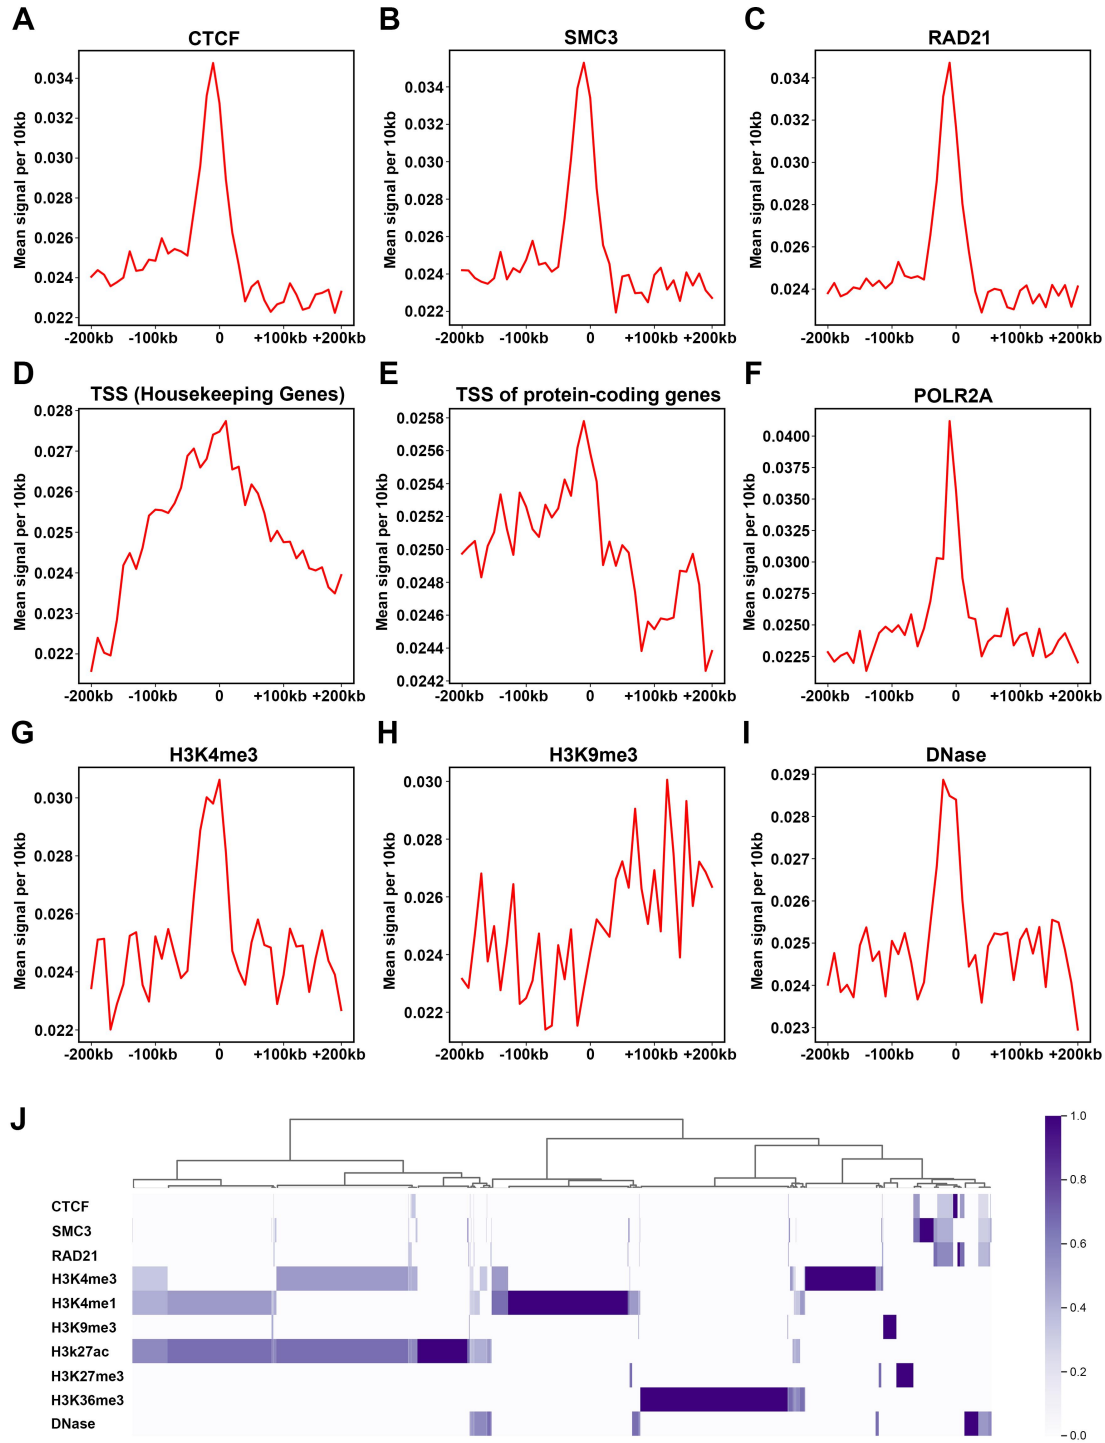 A
CTCF
Mean signal per 10kb
0.034
0.032
0.030
0.028
0.026
0.024
0.022
-200kb -100kb 0 +100kb +200kb
B
SMC3
Mean signal per 10kb
0.034
0.032
0.030
0.028
0.026
0.024
0.022
-200kb -100kb 0 +100kb +200kb
C
RAD21
Mean signal per 10kb
0.034
0.032
0.030
0.028
0.026
0.024
-200kb -100kb 0 +100kb +200kb
D
TSS (Housekeeping Genes)
Mean signal per 10kb
0.028
0.027
0.026
0.025
0.024
0.023
0.022
-200kb -100kb 0 +100kb +200kb
E
TSS of protein-coding genes
Mean signal per 10kb
0.0258
0.0256
0.0254
0.0252
0.0250
0.0248
0.0246
0.0244
0.0242
-200kb -100kb 0 +100kb +200kb
F
POLR2A
Mean signal per 10kb
0.0400
0.0375
0.0350
0.0325
0.0300
0.0275
0.0250
0.0225
-200kb -100kb 0 +100kb +200kb
G
H3K4me3
Mean signal per 10kb
0.030
0.028
0.026
0.024
0.022
-200kb -100kb 0 +100kb +200kb
H
H3K9me3
Mean signal per 10kb
0.030
0.028
0.026
0.024
0.022
-200kb -100kb 0 +100kb +200kb
I
DNase
Mean signal per 10kb
0.029
0.028
0.027
0.026
0.025
0.024
0.023
-200kb -100kb 0 +100kb +200kb
J
CTCF
SMC3
RAD21
H3K4me3
H3K4me1
H3K9me3
H3k27ac
H3K27me3
H3K36me3
DNase
1.0
0.8
0.6
0.4
0.2
0.0